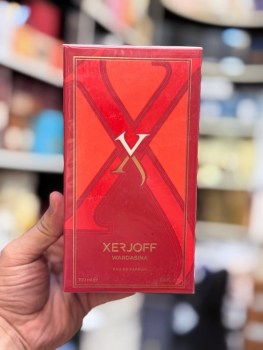 X
XERJOFF
WARDASINA
EAU DE PARFUM